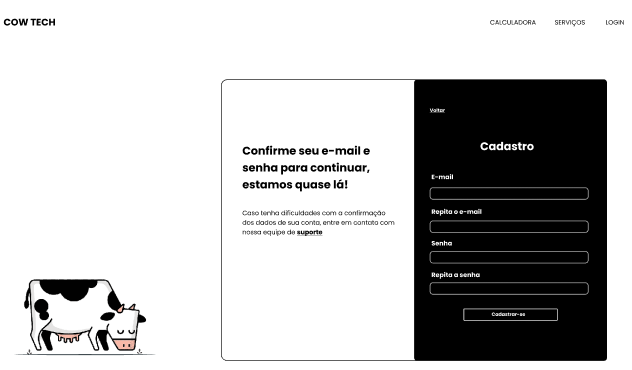 COW TECH
CALCULADORA
SERVIÇOS
LOGIN
Confirme seu e-mail e
senha para continuar,
estamos quase lá!
Caso tenha dificuldades com a confirmação
dos dados de sua conta, entre em contato com
nossa equipe de suporte
Voltar
Cadastro
E-mail
Repita o e-mail
Senha
Repita a senha
Cadastrar-se